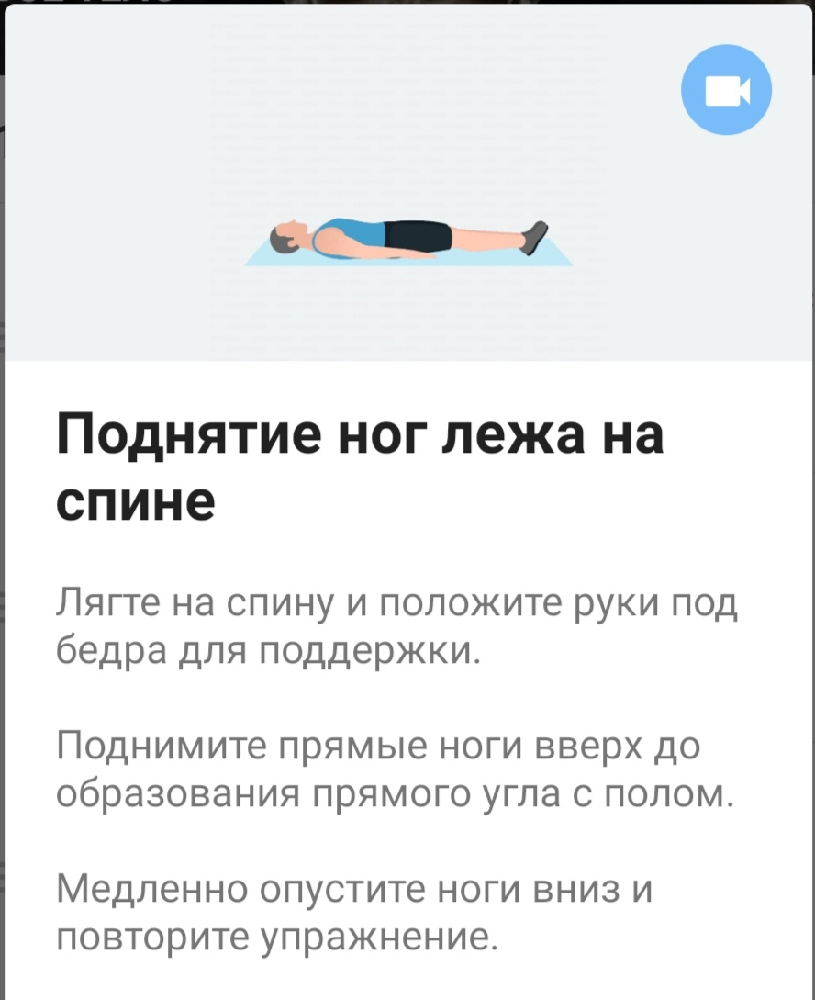 Поднятие ног лежа на
спине
Лягте на спину и положите руки под
бедра для поддержки.
Поднимите прямые ноги вверх до
образования прямого угла с полом.
Медленно опустите ноги вниз и
повторите упражнение.